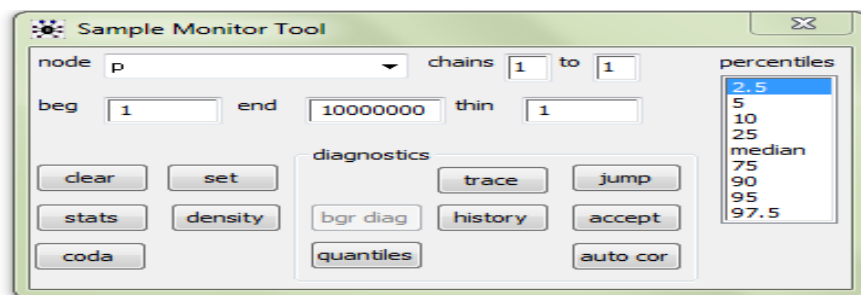 Sample Monitor Tool
node p chains 1 to 1 percentiles
beg 1 end 10000000 thin 1
2.5
5
10
25
median
75
90
95
97.5
diagnostics
clear set trace jump
stats density bgr diag history accept
coda quantiles auto cor